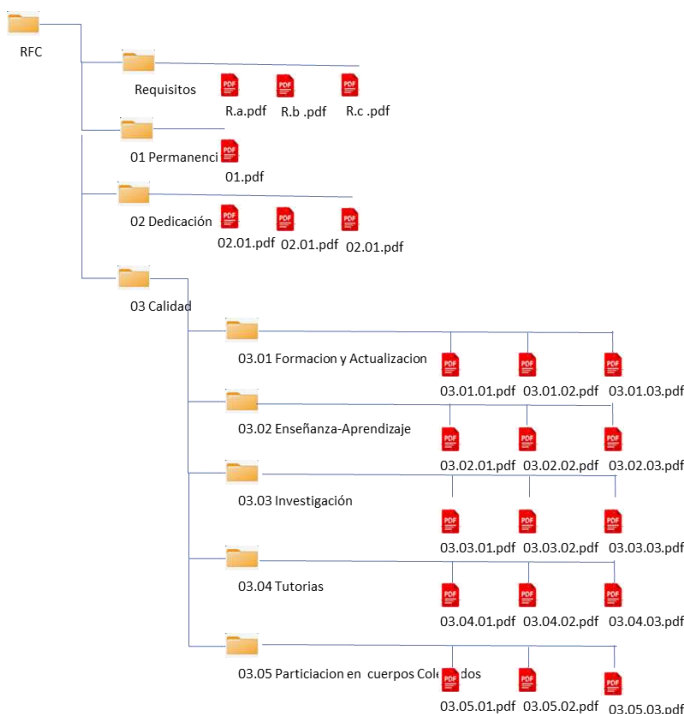 RFC
Requisitos
R.a.pdf R.b .pdf R.c .pdf
01 Permanenci
01.pdf
02 Dedicación
02.01.pdf 02.01.pdf 02.01.pdf
03 Calidad
03.01 Formacion y Actualizacion
03.01.01.pdf 03.01.02.pdf 03.01.03.pdf
03.02 Enseñanza-Aprendizaje
03.02.01.pdf 03.02.02.pdf 03.02.03.pdf
03.03 Investigación
03.03.01.pdf 03.03.02.pdf 03.03.03.pdf
03.04 Tutorias
03.04.01.pdf 03.04.02.pdf 03.04.03.pdf
03.05 Particiacion en cuerpos
03.05.01.pdf 03.05.02.pdf 03.05.03.pdf